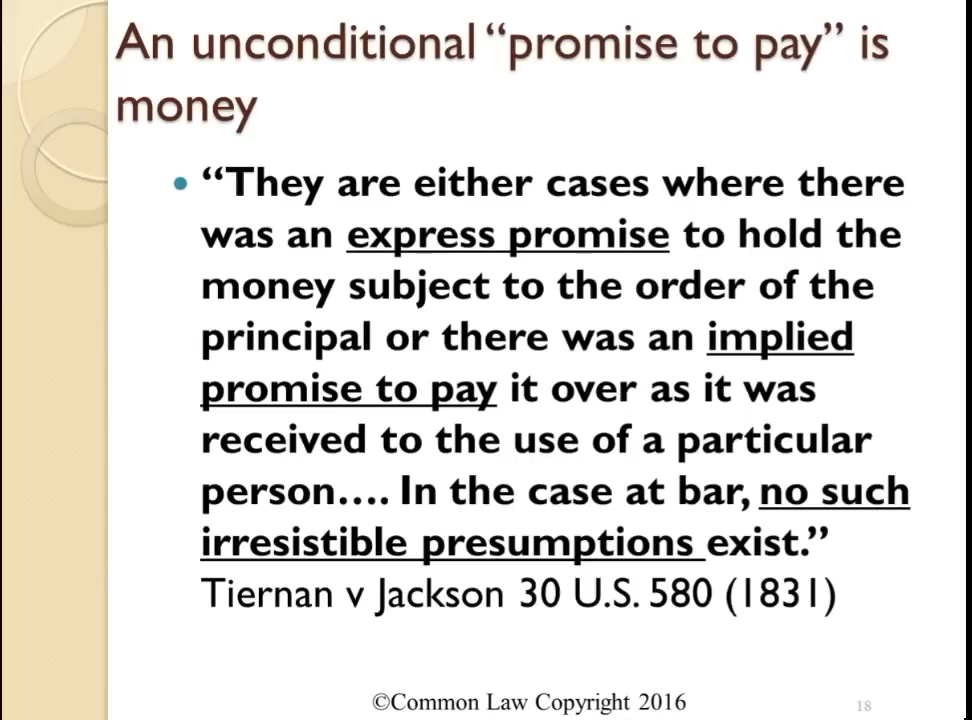 An unconditional “promise to pay” is
money
• “They are either cases where there
was an express promise to hold the
money subject to the order of the
principal or there was an implied
promise to pay it over as it was
received to the use of a particular
person…. In the case at bar, no such
irresistible presumptions exist.”
Tiernan v Jackson 30 U.S. 580 (1831)
©Common Law Copyright 2016
18